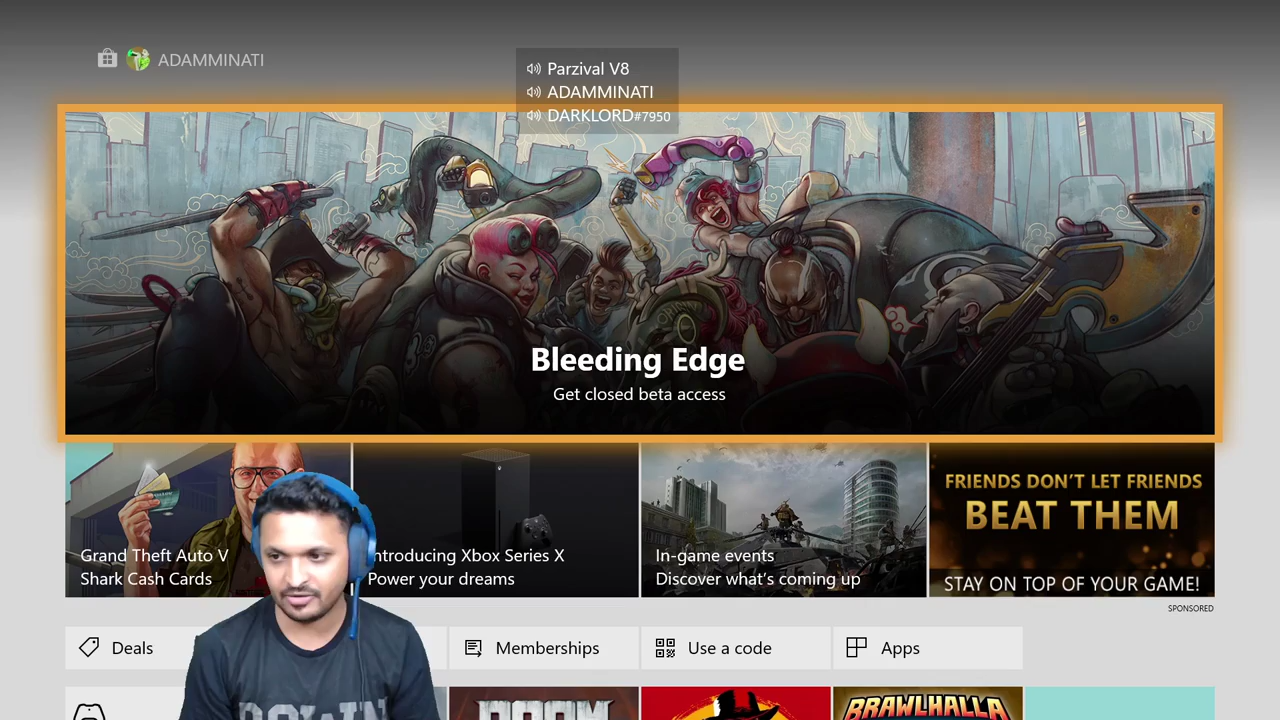 ADAMMINATI
Parzival V8
ADAMMINATI
DARKLORD#7950
Bleeding Edge
Get closed beta access
Grand Theft Auto V
Shark Cash Cards
ntroducing Xbox Series X
Power your dreams
In-game events
Discover what's coming up
FRIENDS DON'T LET FRIENDS
BEAT THEM
STAY ON TOP OF YOUR GAME!
SPONSORED
Deals
Memberships
Use a code
Apps
DOWN
DOOM
BRAWLHALLA